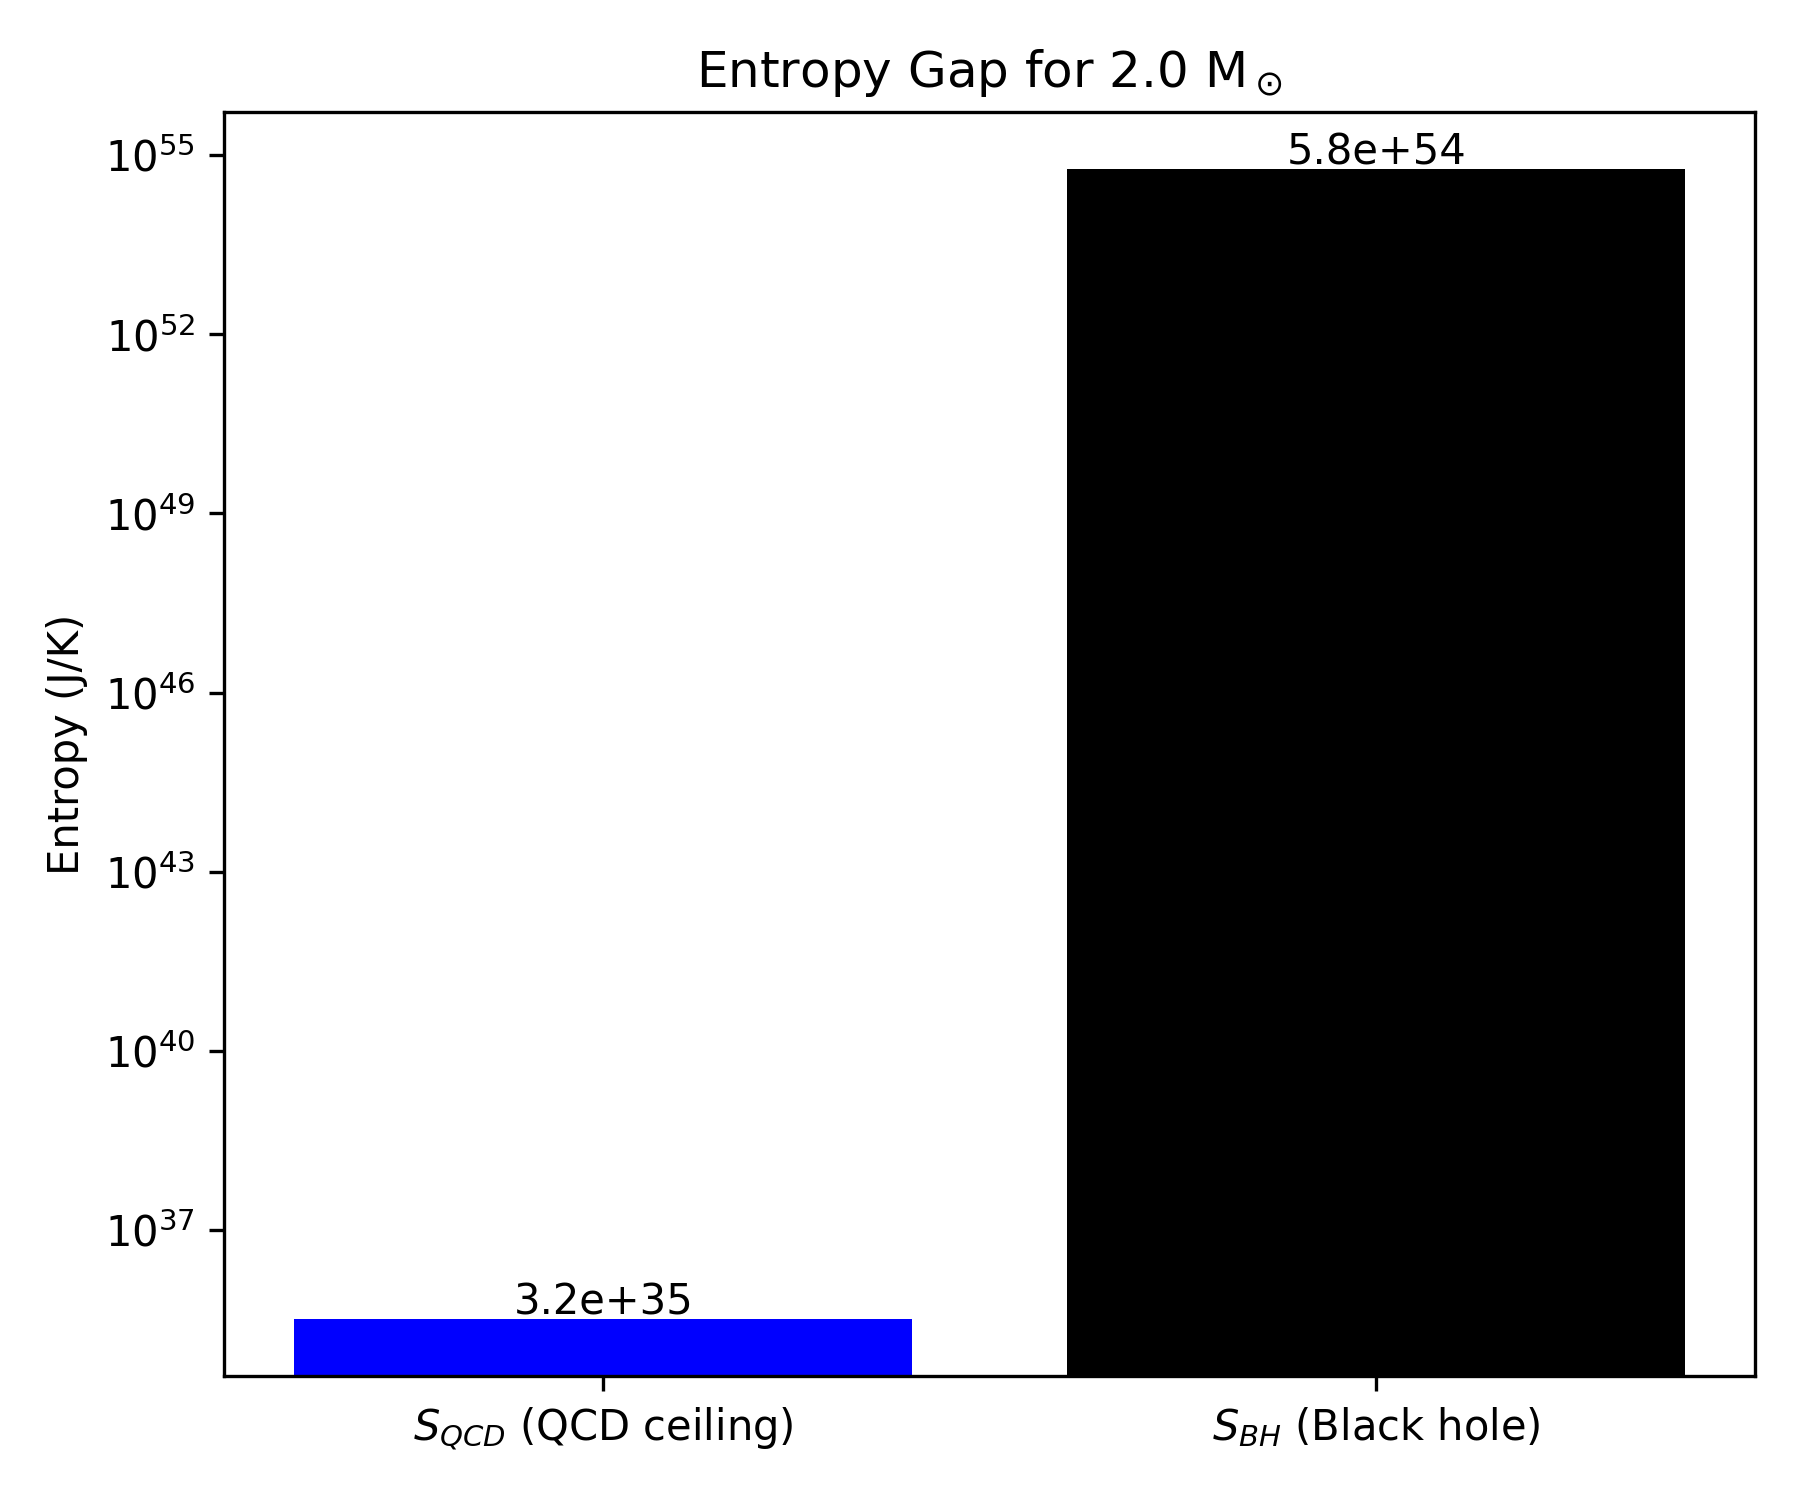 Entropy Gap for 2.0 M⊙
10^55
10^52
10^49
10^46
10^43
10^40
10^37
Entropy (J/K)
5.8e+54
3.2e+35
S_QCD (QCD ceiling)
S_BH (Black hole)